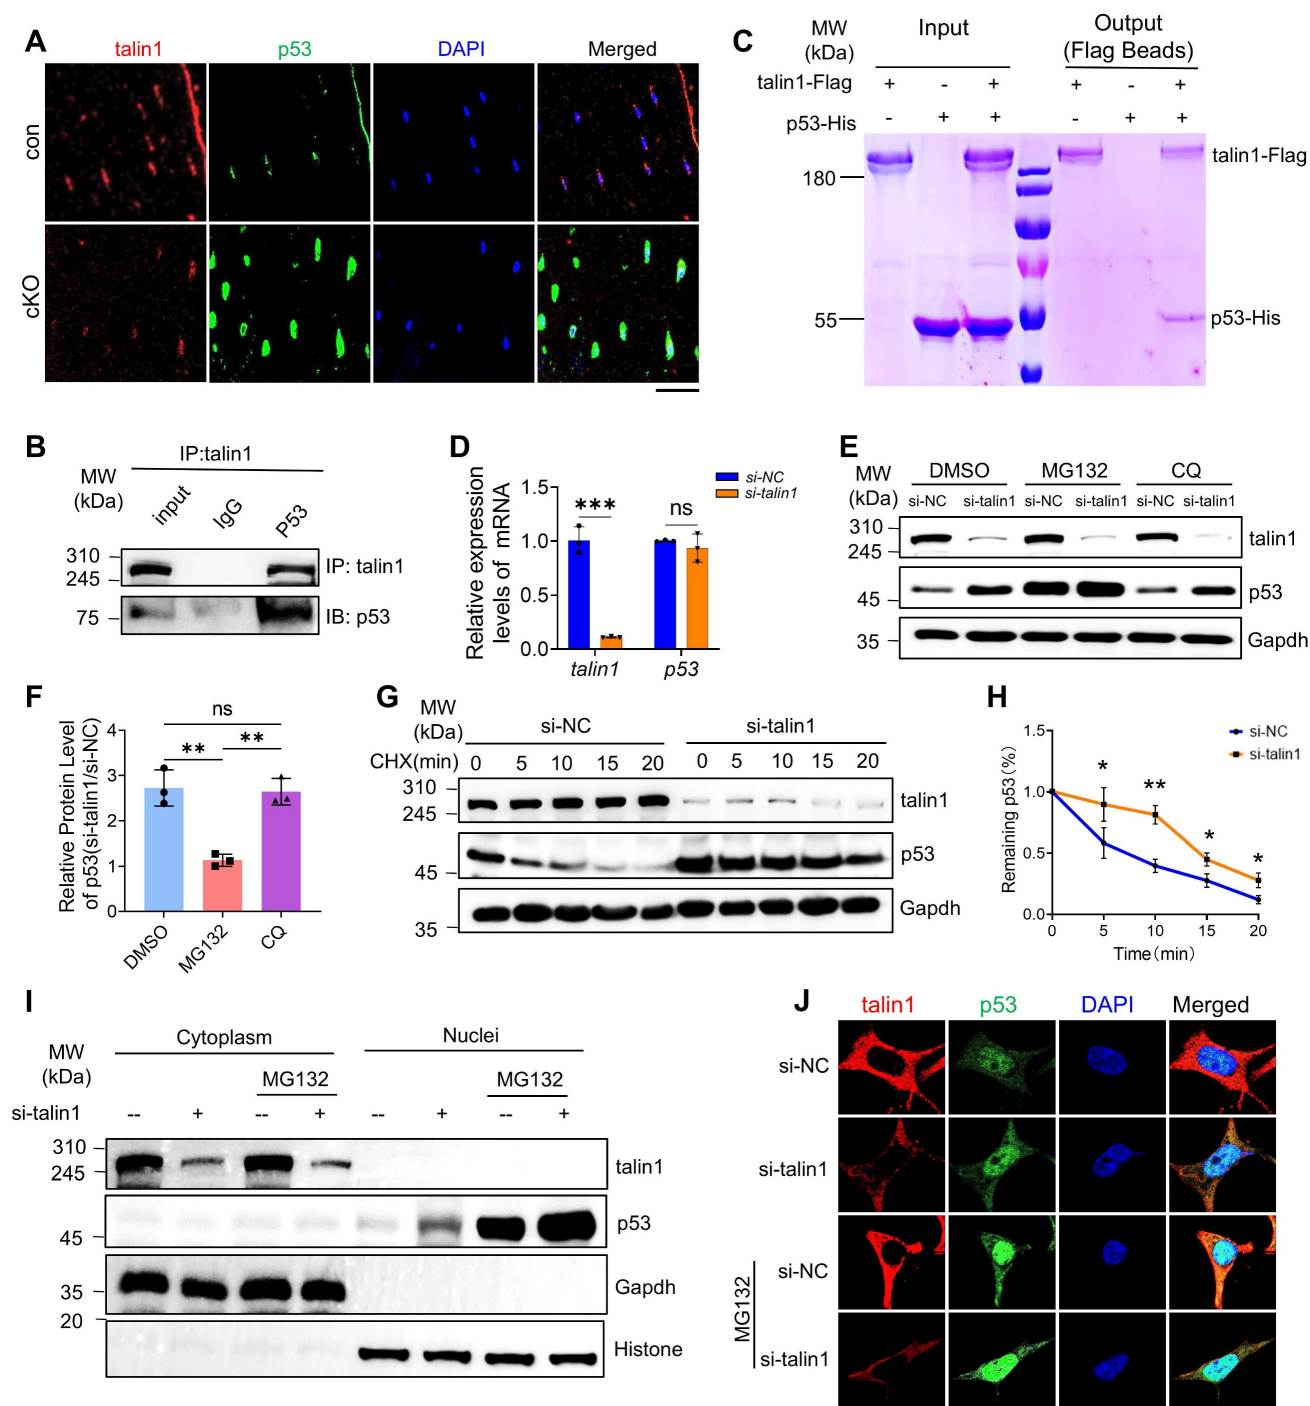 A
talin1 p53 DAPI Merged
con
cKO
C
MW
(kDa)
Input
Output
(Flag Beads)
talin1-Flag + - + + - +
p53-His - + + - + +
180
55
talin1-Flag
p53-His
B
IP:talin1
MW
(kDa)
input IgG P53
310
245
IP: talin1
75
IB: p53
D
Relative expression
levels of mRNA
1.5
1.0
0.5
0.0
*** ns
si-NC
si-talin1
talin1 p53
E
MW
(kDa)
DMSO MG132 CQ
si-NC si-talin1 si-NC si-talin1 si-NC si-talin1
310
245
talin1
45
p53
35
Gapdh
F
Relative Protein Level
of p53(si-talin1/si-NC)
4
3
2
1
0
ns
** **
DMSO MG132 CQ
G
MW
(kDa)
si-NC si-talin1
CHX(min) 0 5 10 15 20 0 5 10 15 20
310
245
talin1
45
p53
35
Gapdh
H
Remaining p53(%)
1.5
1.0
0.5
0.0
* ** * *
si-NC
si-talin1
0 5 10 15 20
Time(min)
I
MW
(kDa)
Cytoplasm Nuclei
MG132 MG132
si-talin1 -- + -- + -- + -- +
310
245
talin1
45
p53
35
Gapdh
20
Histone
J
talin1 p53 DAPI Merged
si-NC
si-talin1
MG132
si-NC
si-talin1